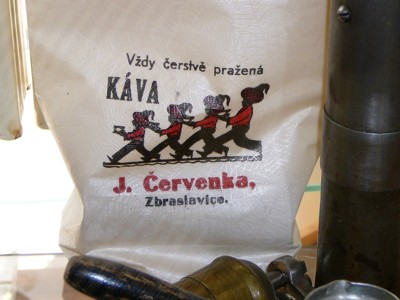 Vždy čerstvě pražená
KÁVA
J. Červenka,
Zbraslavice.